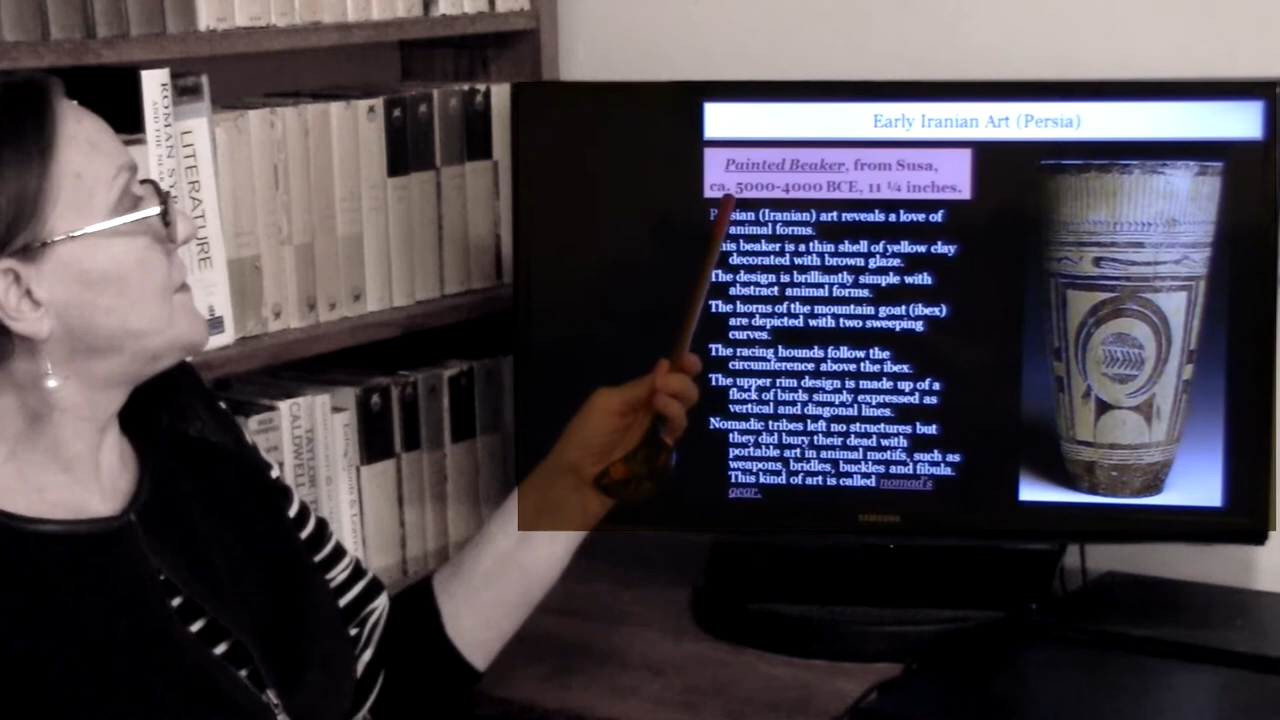 ROMAN
AND THE NEAR
LITERATURE
TAYLOR
CALDWELL
Early Iranian Art (Persia)
Painted Beaker, from Susa,
ca. 5000-4000 BCE, 11 ¼ inches.
(Iranian) art reveals a love of
animal forms.
beaker is a thin shell of yellow clay
decorated with brown glaze.
The design is brilliantly simple with
abstract animal forms.
The horns of the mountain goat (ibex)
are depicted with two sweeping
curves.
The racing hounds follow the
circumference above the ibex.
The upper rim design is made up of a
flock of birds simply expressed as
vertical and diagonal lines.
Nomadic tribes left no structures but
they did bury their dead with
portable art in animal motifs, such as
weapons, bridles, buckles and fibula.
This kind of art is called nomad's
gear.
SAMSUNG